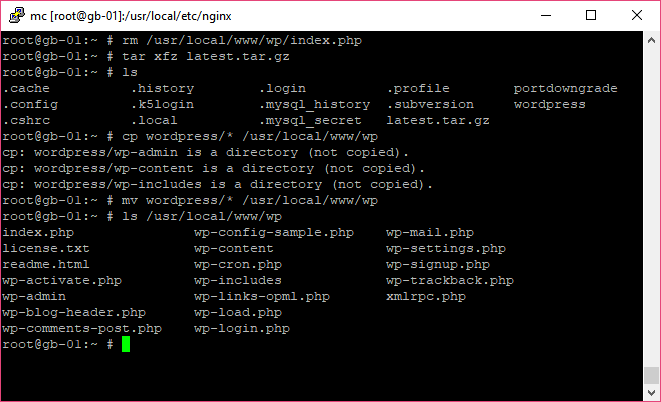 mc [root@gb-01]:/usr/local/etc/nginx
root@gb-01:~ # rm /usr/local/www/wp/index.php
root@gb-01:~ # tar xfz latest.tar.gz
root@gb-01:~ # ls
.cache .history .login .profile portdowngrade
.config .k5login .mysql_history .subversion wordpress
.cshrc .local .mysql_secret latest.tar.gz
root@gb-01:~ # cp wordpress/* /usr/local/www/wp
cp: wordpress/wp-admin is a directory (not copied).
cp: wordpress/wp-content is a directory (not copied).
cp: wordpress/wp-includes is a directory (not copied).
root@gb-01:~ # mv wordpress/* /usr/local/www/wp
root@gb-01:~ # ls /usr/local/www/wp
index.php wp-config-sample.php wp-mail.php
license.txt wp-content wp-settings.php
readme.html wp-cron.php wp-signup.php
wp-activate.php wp-includes wp-trackback.php
wp-admin wp-links-opml.php xmlrpc.php
wp-blog-header.php wp-load.php
wp-comments-post.php wp-login.php
root@gb-01:~ #